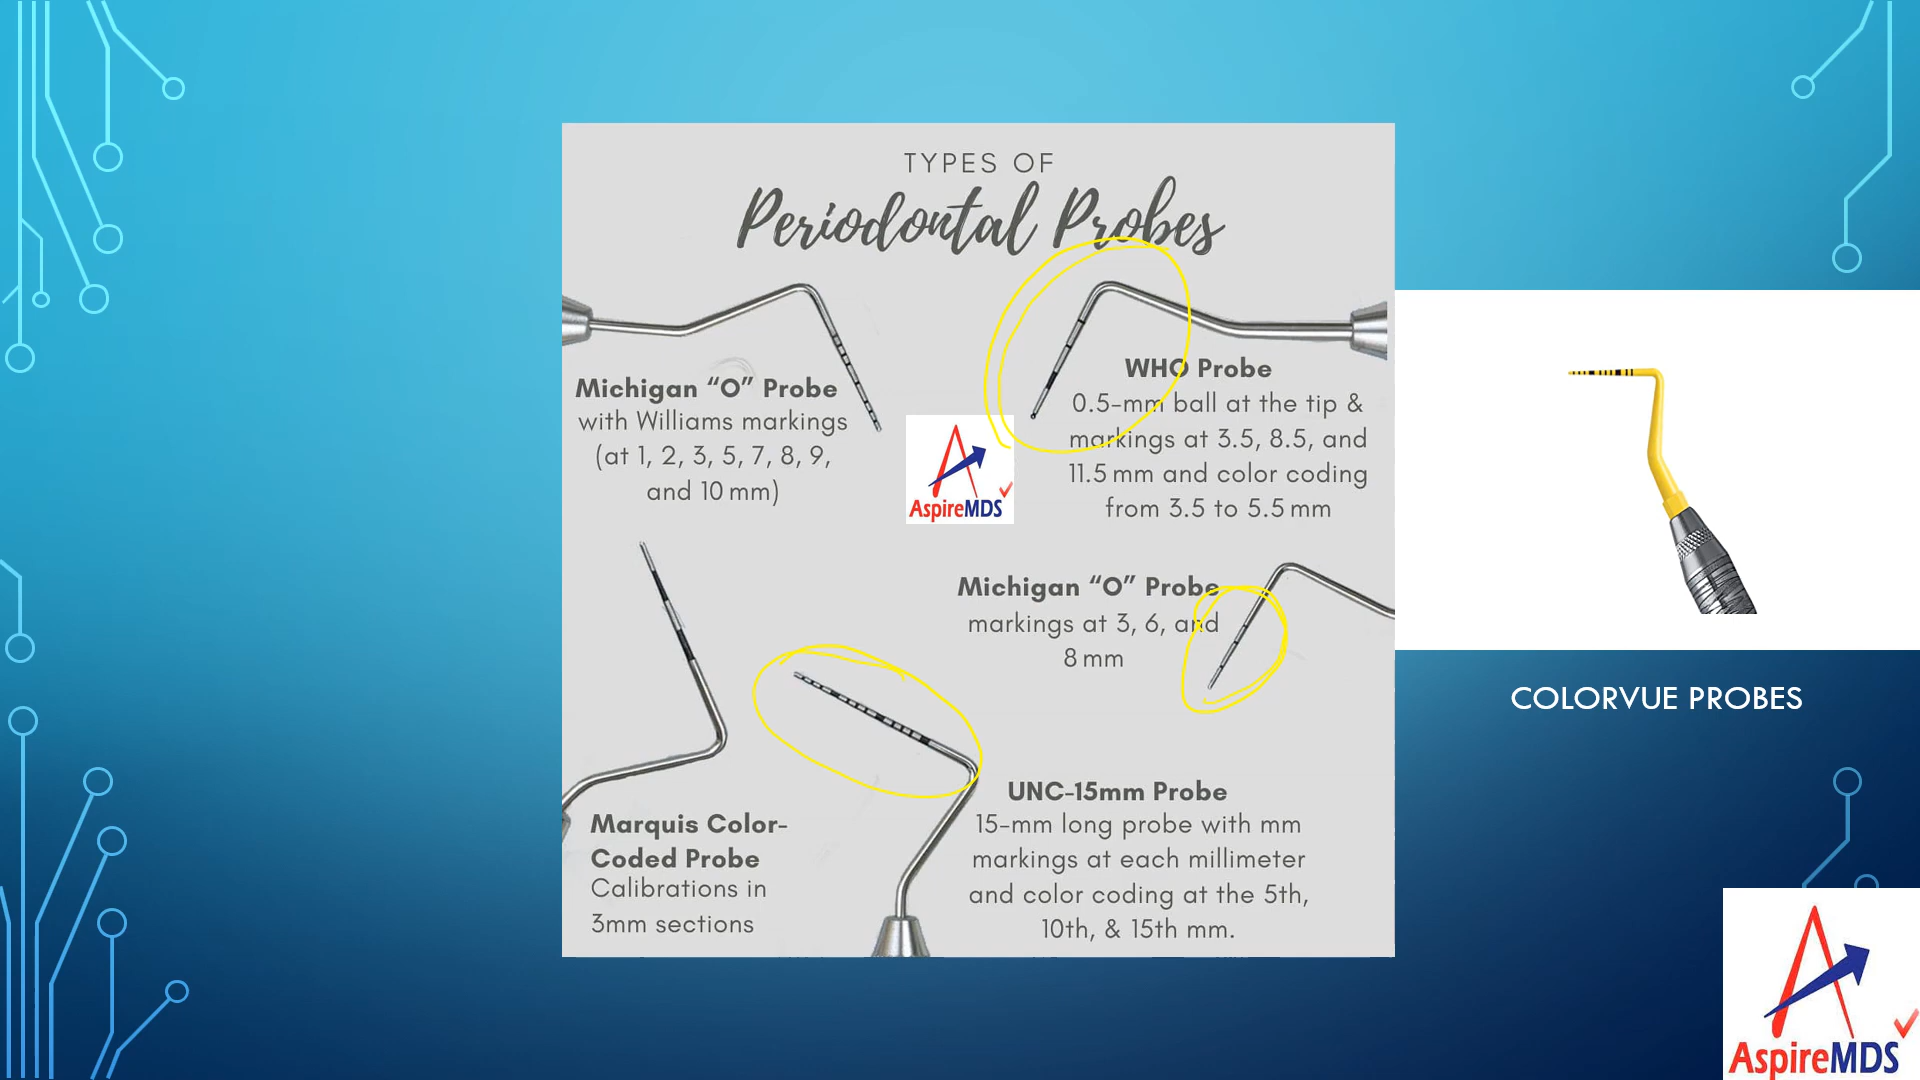 TYPES OF
Periodontal Probes
Michigan “O” Probe
with Williams markings
(at 1, 2, 3, 5, 7, 8, 9,
and 10 mm)
WHO Probe
0.5-mm ball at the tip &
markings at 3.5, 8.5, and
11.5 mm and color coding
from 3.5 to 5.5 mm
AspireMDS
Michigan “O” Probe
markings at 3, 6, and
8 mm
Marquis Color-
Coded Probe
Calibrations in
3mm sections
UNC-15mm Probe
15-mm long probe with mm
markings at each millimeter
and color coding at the 5th,
10th, & 15th mm.
COLORVUE PROBES
AspireMDS